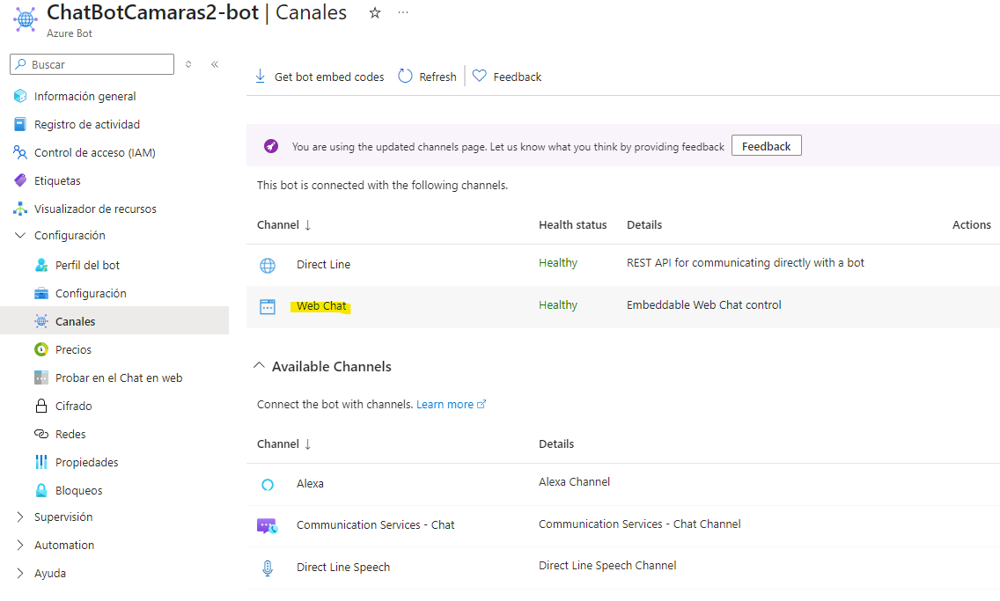 ChatBotCamaras2-bot | Canales
Azure Bot
Buscar
Información general
Registro de actividad
Control de acceso (IAM)
Etiquetas
Visualizador de recursos
Configuración
Perfil del bot
Configuración
Canales
Precios
Probar en el Chat en web
Cifrado
Redes
Propiedades
Bloqueos
Supervisión
Automation
Ayuda
Get bot embed codes Refresh Feedback
You are using the updated channels page. Let us know what you think by providing feedback Feedback
This bot is connected with the following channels.
Channel Health status Details Actions
Direct Line Healthy REST API for communicating directly with a bot
Web Chat Healthy Embeddable Web Chat control
Available Channels
Connect the bot with channels. Learn more
Channel Details
Alexa Alexa Channel
Communication Services - Chat Communication Services - Chat Channel
Direct Line Speech Direct Line Speech Channel